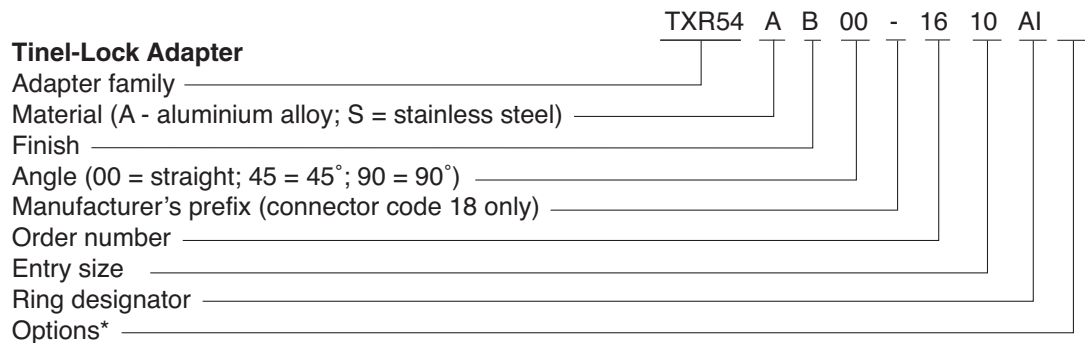 TXR54 A B 00 - 16 10 AI
Tinel-Lock Adapter
Adapter family
Material (A - aluminium alloy; S = stainless steel)
Finish
Angle (00 = straight; 45 = 45˚; 90 = 90˚)
Manufacturer's prefix (connector code 18 only)
Order number
Entry size
Ring designator
Options*